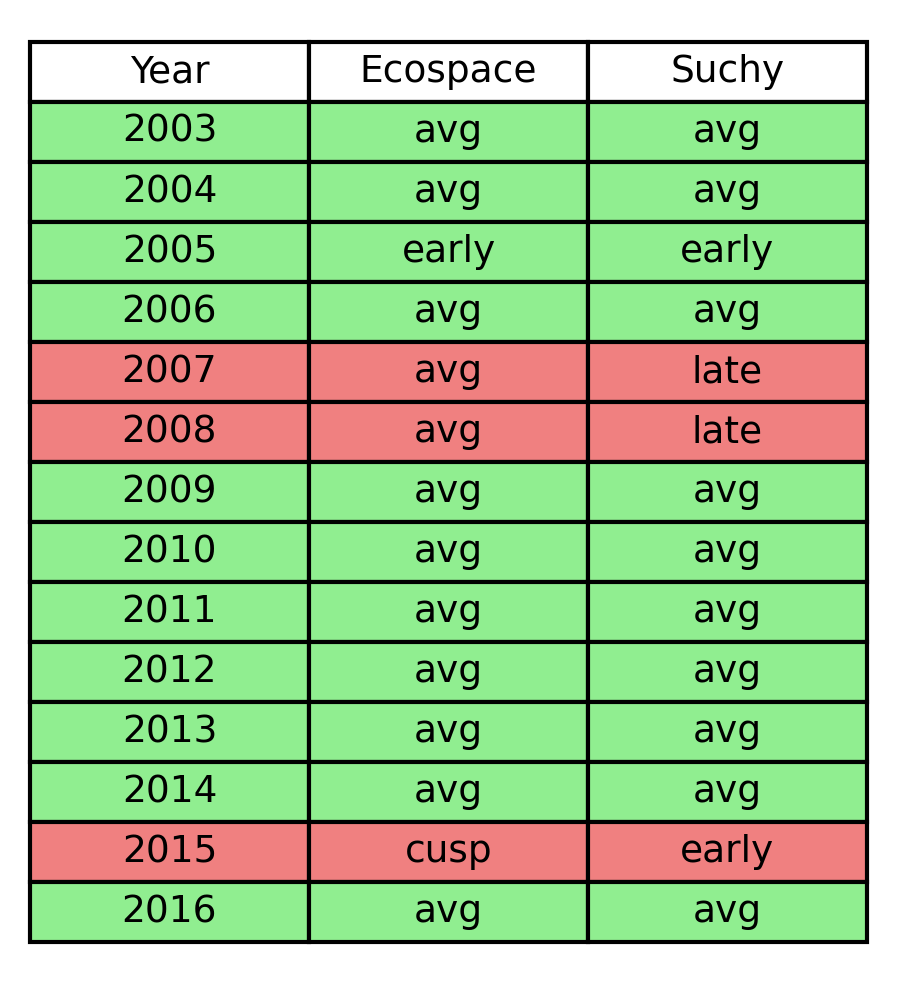 Year Ecospace Suchy
2003 avg avg
2004 avg avg
2005 early early
2006 avg avg
2007 avg late
2008 avg late
2009 avg avg
2010 avg avg
2011 avg avg
2012 avg avg
2013 avg avg
2014 avg avg
2015 cusp early
2016 avg avg